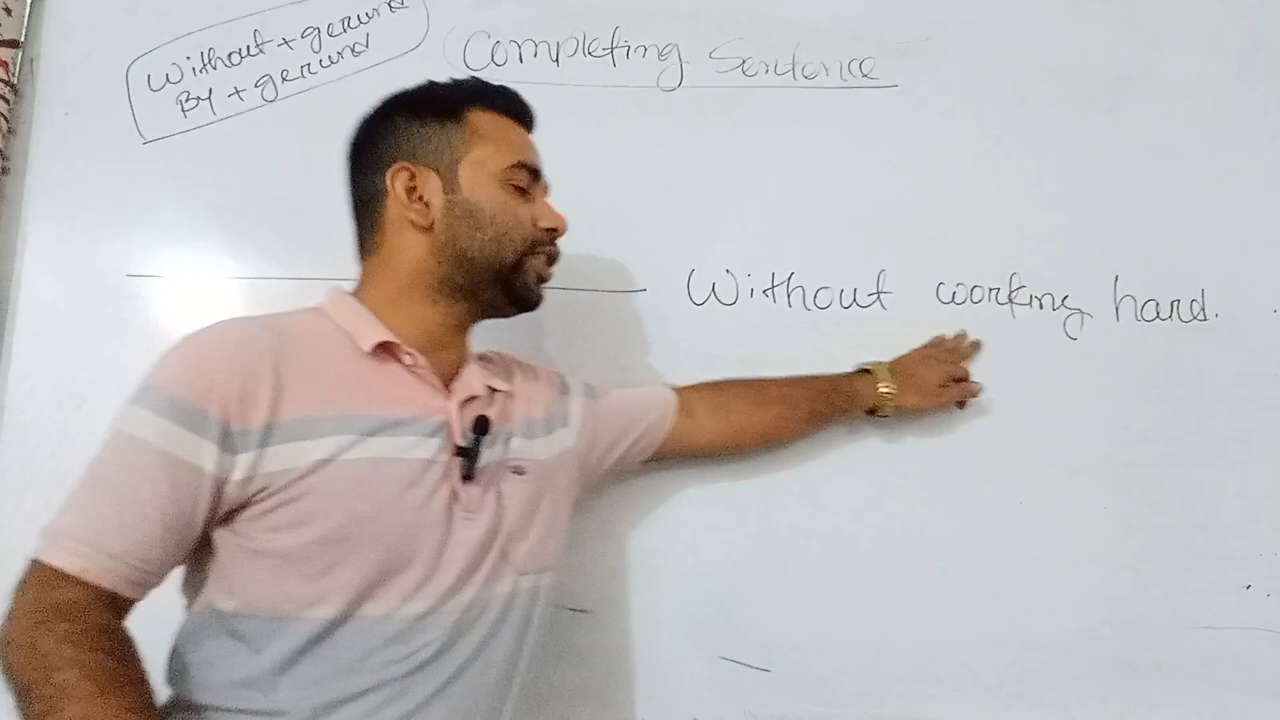 Without + gerund
By + gerund
Completing Sentence
Without working hard.